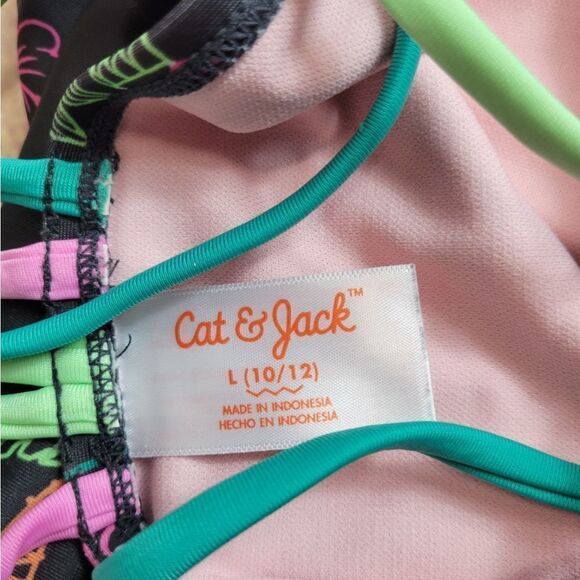 Cat & Jack™
L (10/12)
MADE IN INDONESIA
HECHO EN INDONESIA